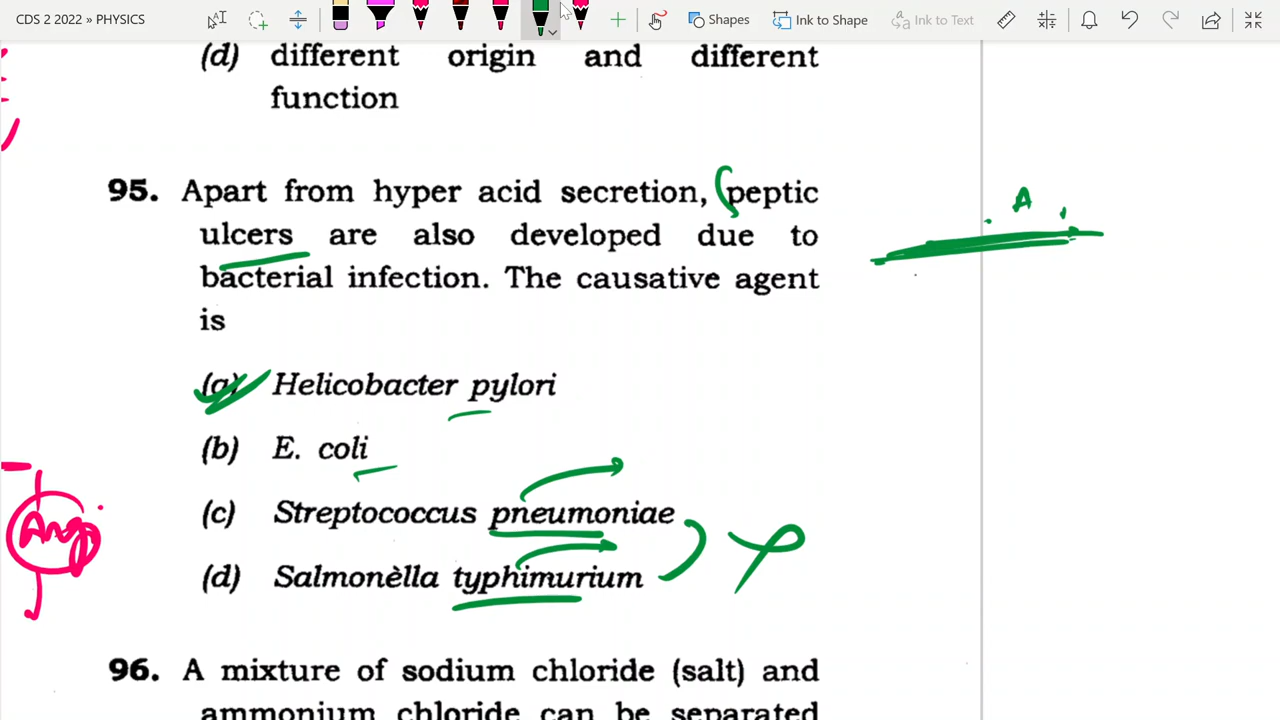 CDS 2 2022 » PHYSICS
Shapes
Ink to Shape
Ink to Text
(d) different origin and different
function
95. Apart from hyper acid secretion, peptic
ulcers are also developed due to
bacterial infection. The causative agent
is
A
(a) Helicobacter pylori
(b) E. coli
(c) Streptococcus pneumoniae
(d) Salmonèlla typhimurium
96. A mixture of sodium chloride (salt) and
ammonium chloride can be separated